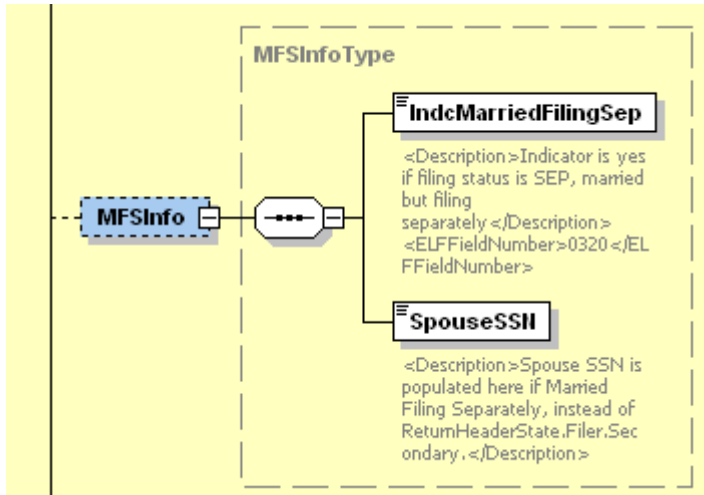 MFSInfoType
IndcMarriedFilingSep
<Description>Indicator is yes
if filing status is SEP, married
but filing
separately</Description>
<ELFFieldNumber>0320</EL
FFieldNumber>
MFSInfo
SpouseSSN
<Description>Spouse SSN is
populated here if Married
Filing Separately, instead of
ReturnHeaderState.Filer.Sec
ondary.</Description>